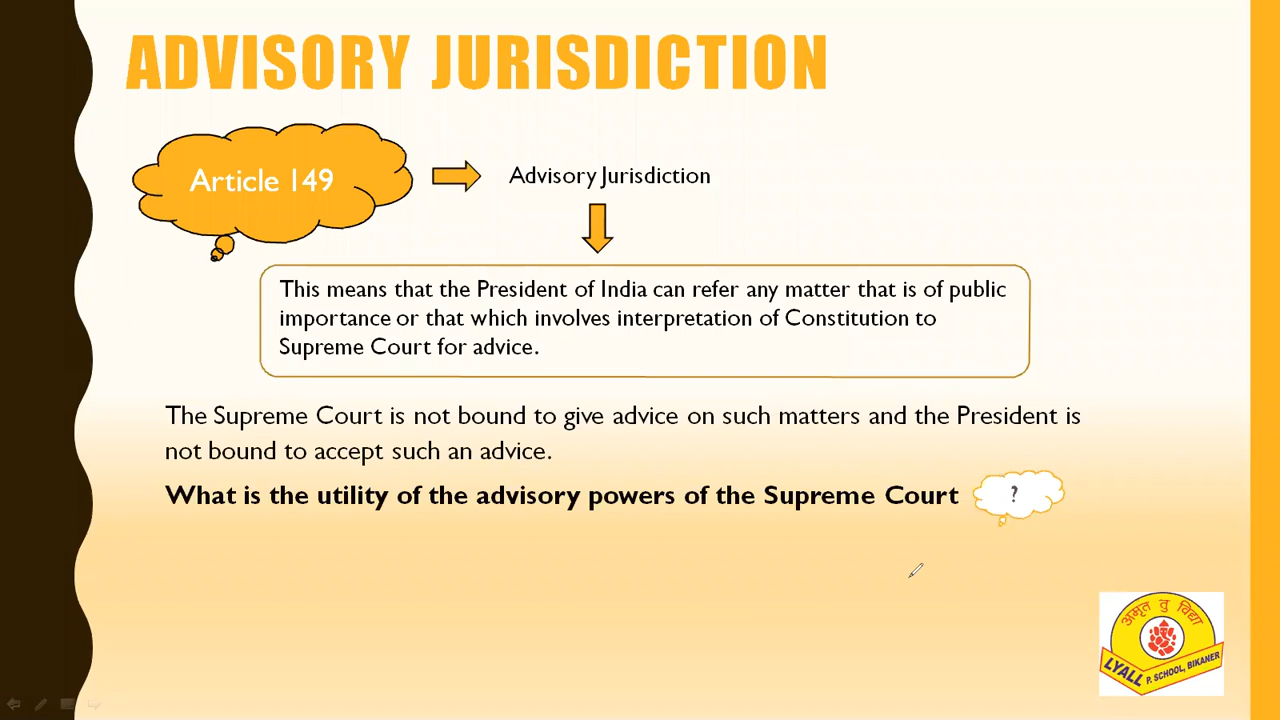 ADVISORY JURISDICTION
Article 149
Advisory Jurisdiction
This means that the President of India can refer any matter that is of public
importance or that which involves interpretation of Constitution to
Supreme Court for advice.
The Supreme Court is not bound to give advice on such matters and the President is
not bound to accept such an advice.
What is the utility of the advisory powers of the Supreme Court
?
अमृत तु विद्या
LYALL P. SCHOOL, BIKANER